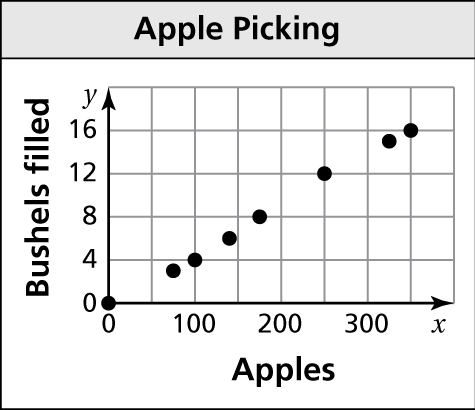 Apple Picking
Bushels filled
y
16
12
8
4
0
0 100 200 300 x
Apples